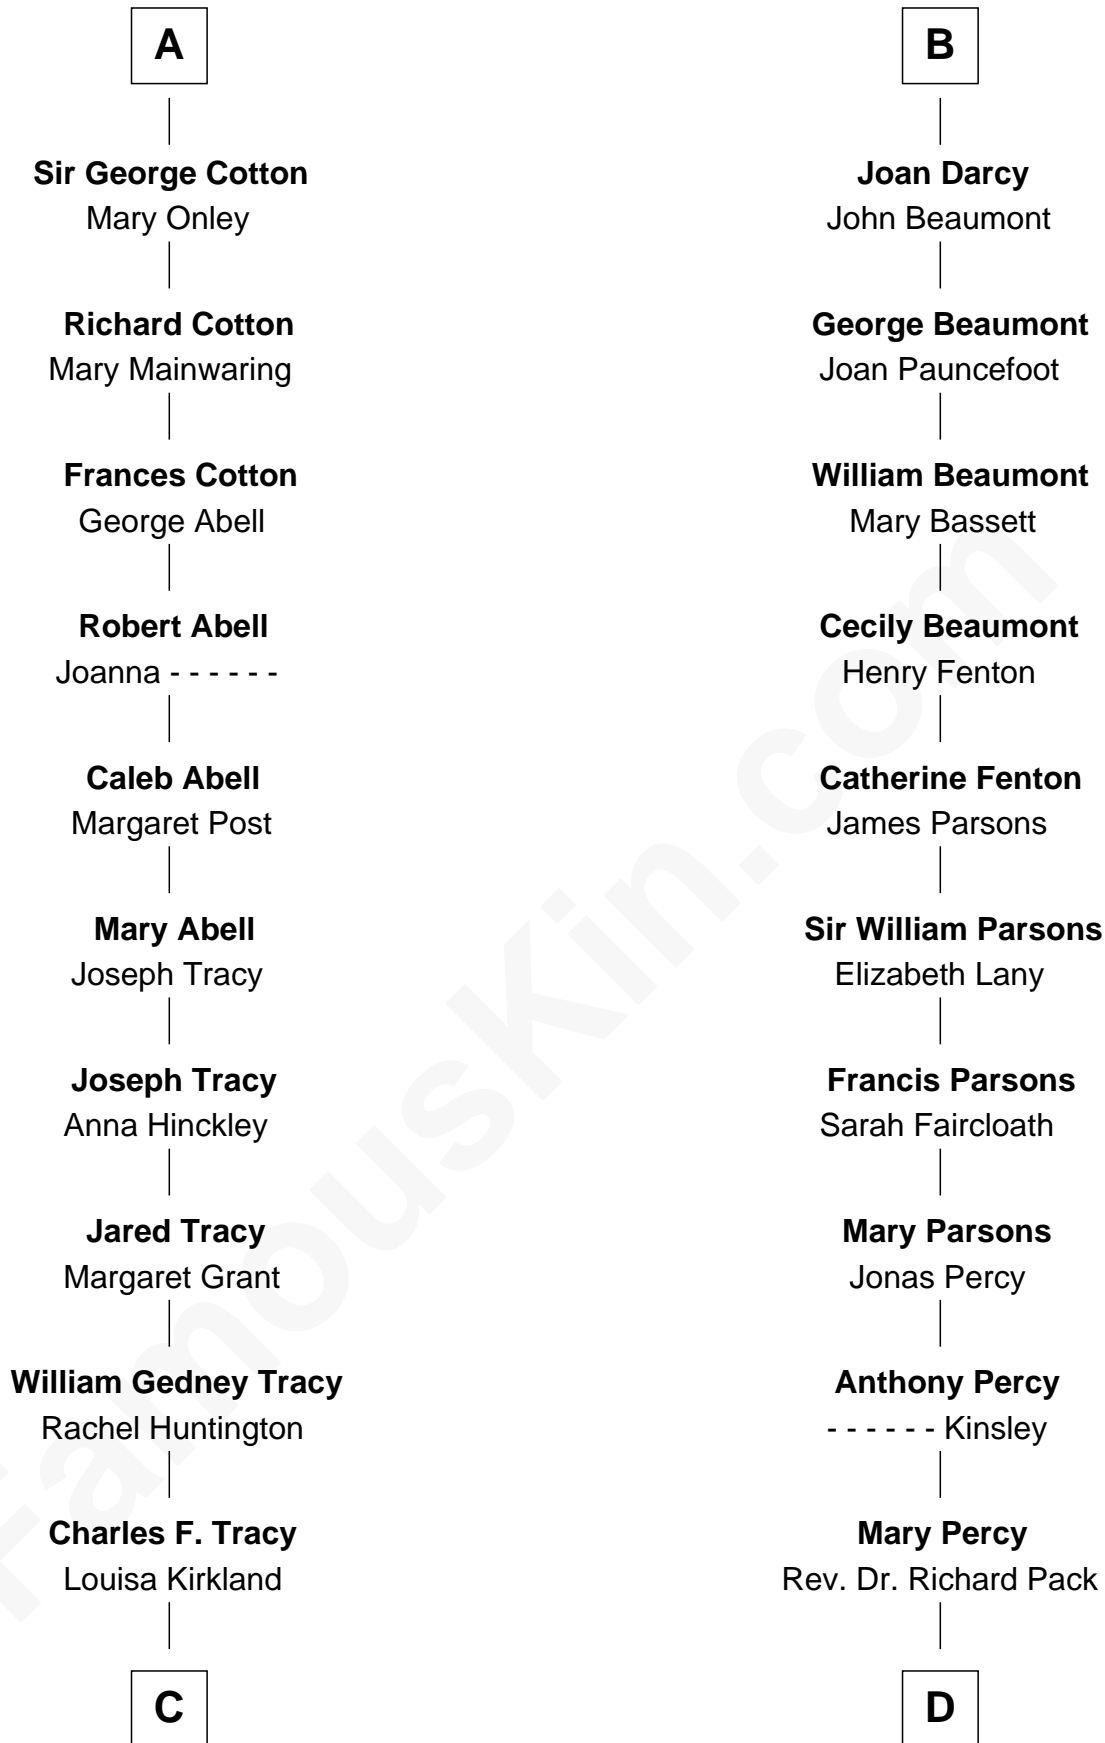 A
Sir George Cotton
Mary Onley
Richard Cotton
Mary Mainwaring
Frances Cotton
George Abell
Robert Abell
Joanna - - - - - -
Caleb Abell
Margaret Post
Mary Abell
Joseph Tracy
Joseph Tracy
Anna Hinckley
Jared Tracy
Margaret Grant
William Gedney Tracy
Rachel Huntington
Charles F. Tracy
Louisa Kirkland
C
B
Joan Darcy
John Beaumont
George Beaumont
Joan Pauncefoot
William Beaumont
Mary Bassett
Cecily Beaumont
Henry Fenton
Catherine Fenton
James Parsons
Sir William Parsons
Elizabeth Lany
Francis Parsons
Sarah Faircloath
Mary Parsons
Jonas Percy
Anthony Percy
- - - - - - Kinsley
Mary Percy
Rev. Dr. Richard Pack
D
FamousKin.com